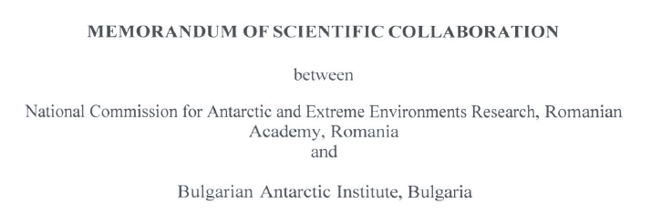 MEMORANDUM OF SCIENTIFIC COLLABORATION
between
National Commission for Antarctic and Extreme Environments Research, Romanian
Academy, Romania
and
Bulgarian Antarctic Institute, Bulgaria